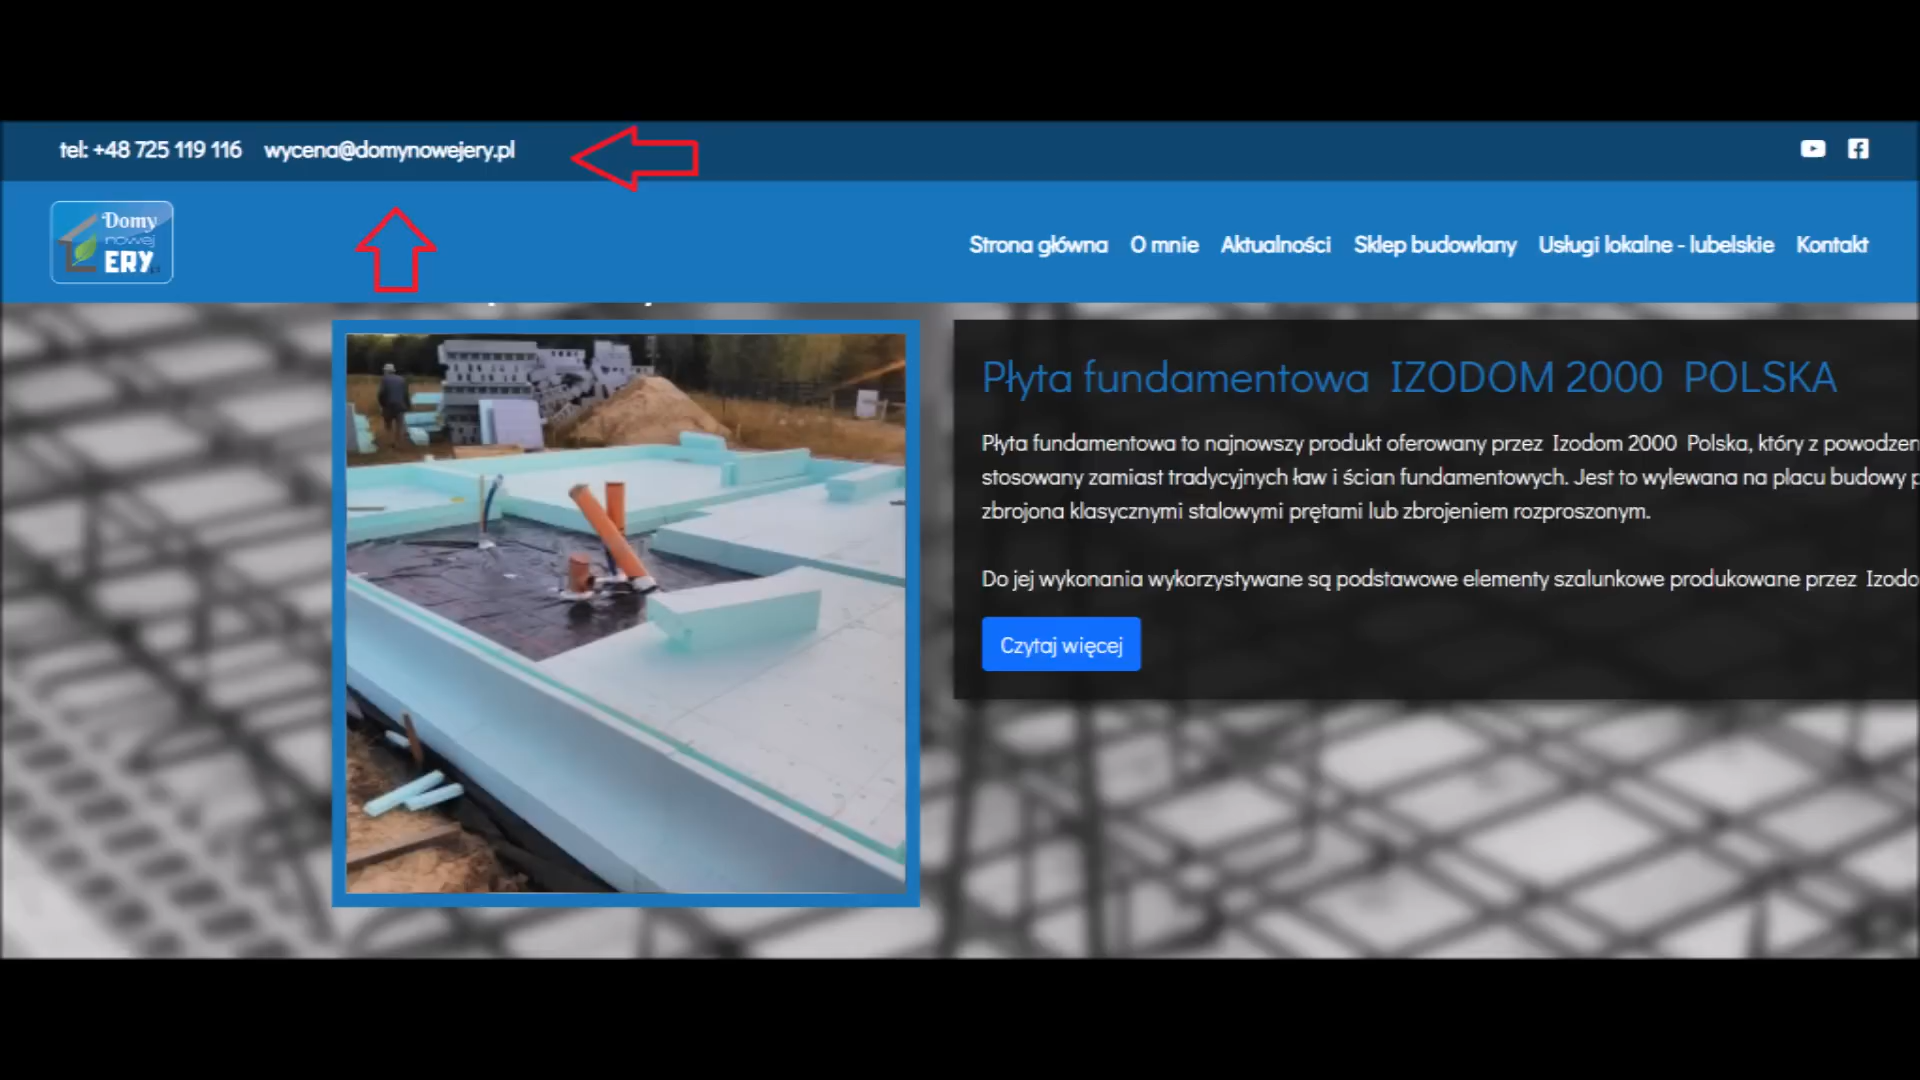 tel: +48 725 119 116 wycena@domynowejery.pl
Domy
nowej
ERY
Strona główna O mnie Aktualności Sklep budowlany Usługi lokalne - lubelskie Kontakt
Płyta fundamentowa IZODOM 2000 POLSKA
Płyta fundamentowa to najnowszy produkt oferowany przez Izodom 2000 Polska, który z powodzen
stosowany zamiast tradycyjnych ław i ścian fundamentowych. Jest to wylewana na placu budowy p
zbrojona klasycznymi stalowymi prętami lub zbrojeniem rozproszonym.
Do jej wykonania wykorzystywane są podstawowe elementy szalunkowe produkowane przez Izodo
Czytaj więcej